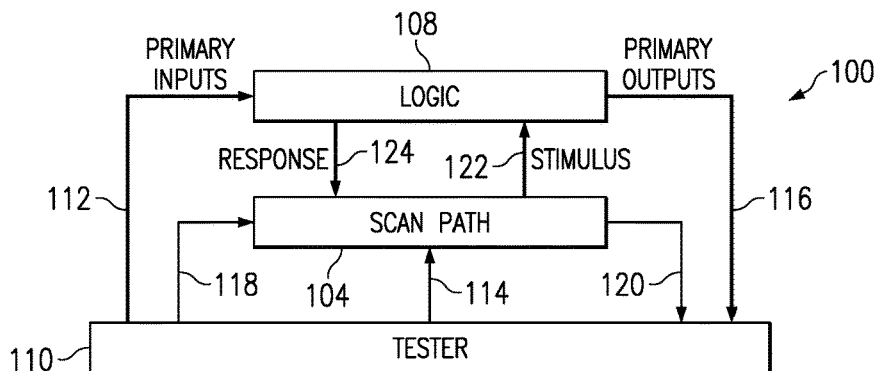 108
PRIMARY INPUTS
PRIMARY OUTPUTS
100
LOGIC
RESPONSE
124
122
STIMULUS
112
116
SCAN PATH
118
104
114
120
110
TESTER